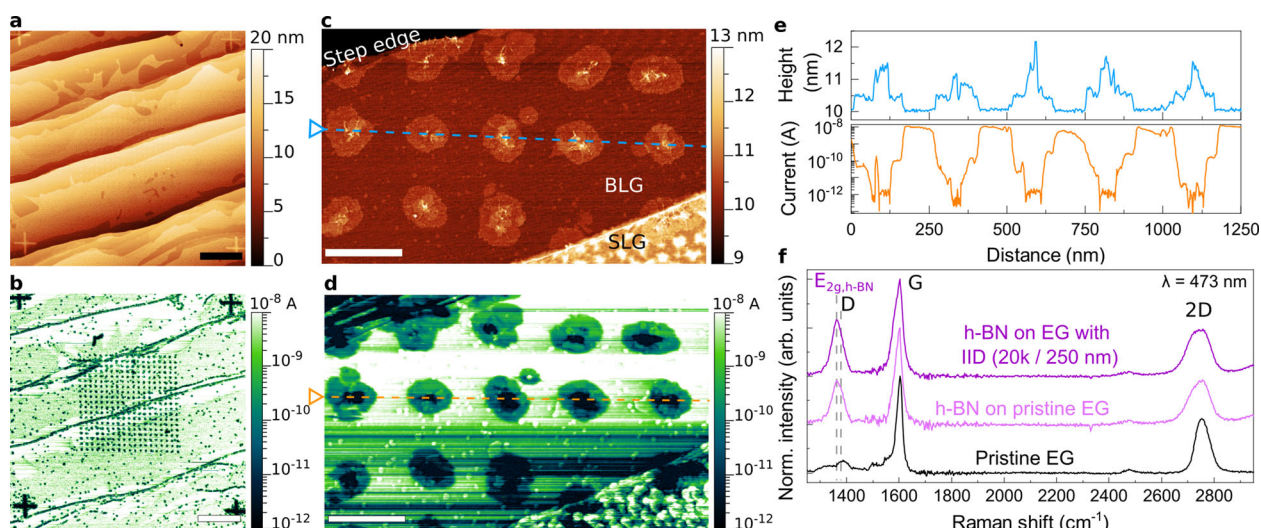 a
20 nm
15
10
5
0
b
10⁻⁸ A
10⁻⁹
10⁻¹⁰
10⁻¹¹
10⁻¹²
c
Step edge
BLG
SLG
13 nm
12
11
10
9
d
10⁻⁸ A
10⁻⁹
10⁻¹⁰
10⁻¹¹
10⁻¹²
e
Height
(nm)
12
11
10
Current (A)
10⁻⁸
10⁻¹⁰
10⁻¹²
0 250 500 750 1000 1250
Distance (nm)
f
Norm. intensity (arb. units)
E2g,h-BN
D
G
λ = 473 nm
2D
h-BN on EG with
IID (20k / 250 nm)
h-BN on pristine EG
Pristine EG
1400 1600 1800 2000 2200 2400 2600 2800
Raman shift (cm⁻¹)